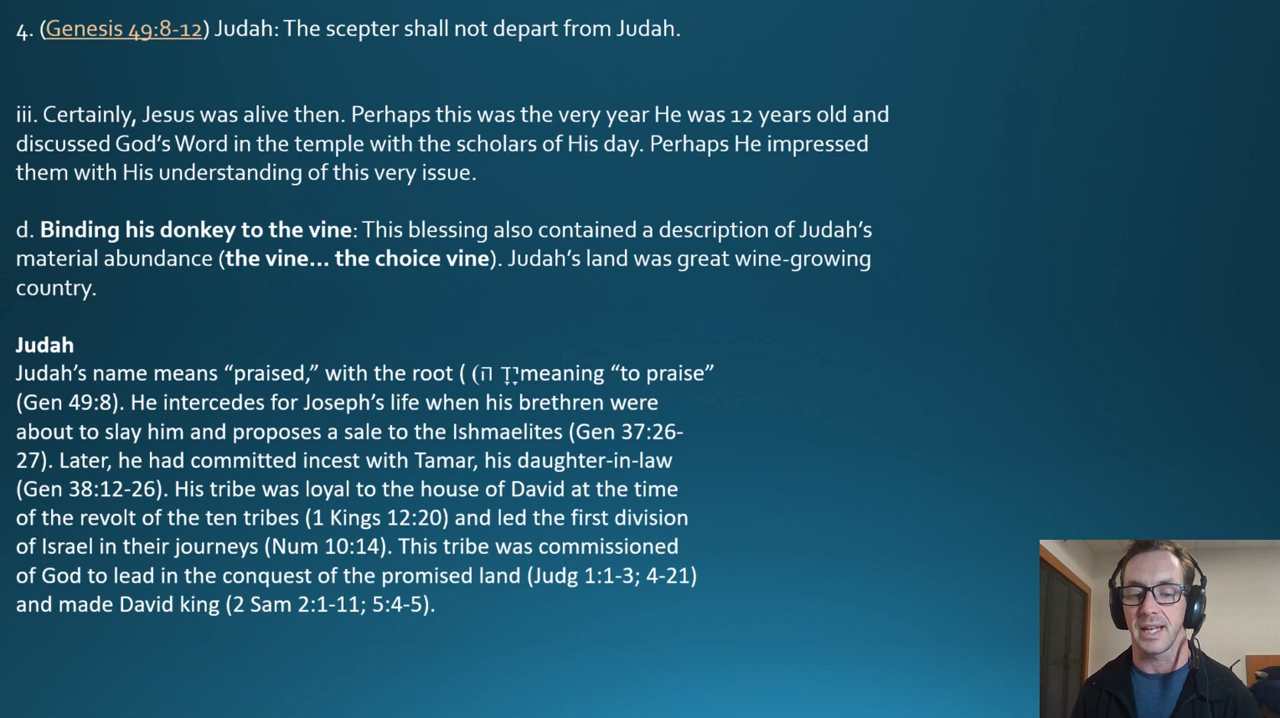 4. (Genesis 49:8-12) Judah: The scepter shall not depart from Judah.
iii. Certainly, Jesus was alive then. Perhaps this was the very year He was 12 years old and
discussed God’s Word in the temple with the scholars of His day. Perhaps He impressed
them with His understanding of this very issue.
d. Binding his donkey to the vine: This blessing also contained a description of Judah’s
material abundance (the vine… the choice vine). Judah’s land was great wine-growing
country.
Judah
Judah’s name means “praised,” with the root ( (יָדָ ה meaning “to praise”
(Gen 49:8). He intercedes for Joseph’s life when his brethren were
about to slay him and proposes a sale to the Ishmaelites (Gen 37:26-
27). Later, he had committed incest with Tamar, his daughter-in-law
(Gen 38:12-26). His tribe was loyal to the house of David at the time
of the revolt of the ten tribes (1 Kings 12:20) and led the first division
of Israel in their journeys (Num 10:14). This tribe was commissioned
of God to lead in the conquest of the promised land (Judg 1:1-3; 4-21)
and made David king (2 Sam 2:1-11; 5:4-5).